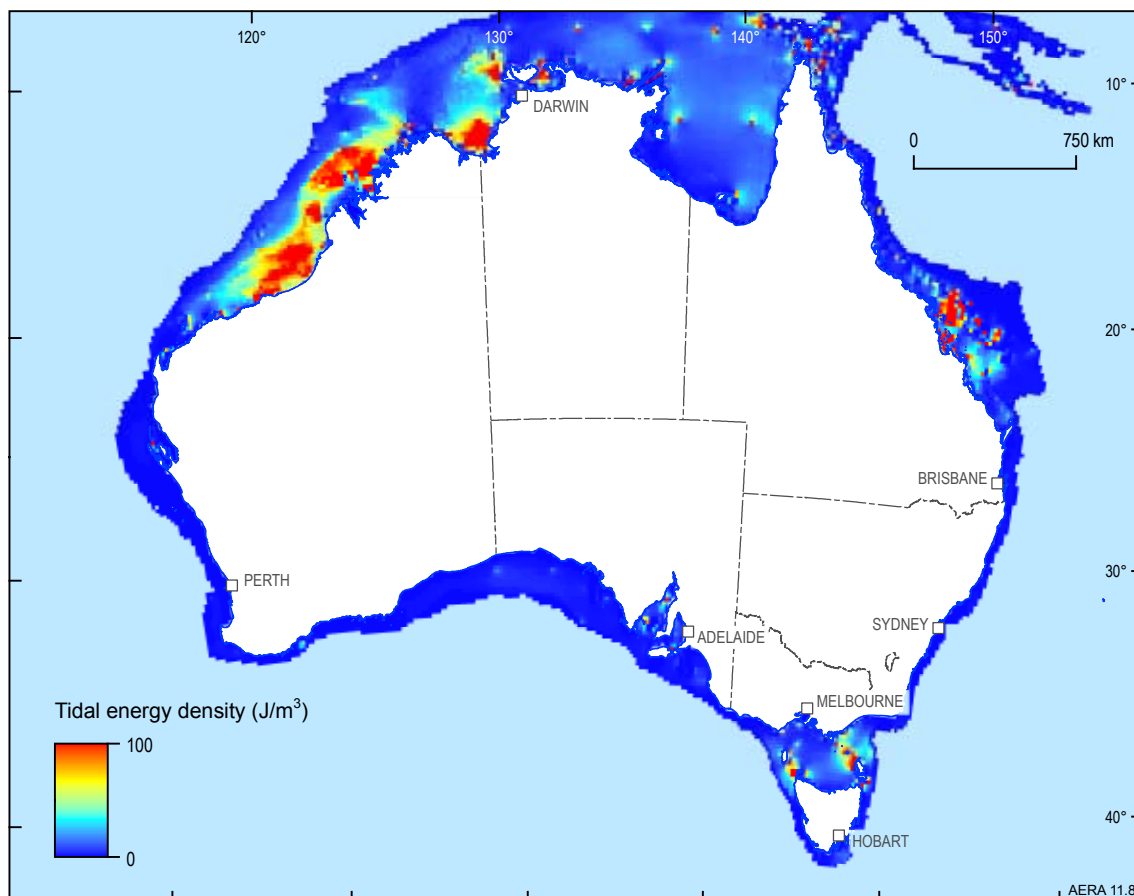 120°
130°
140°
150°
10°
DARWIN
0
750 km
20°
BRISBANE
30°
PERTH
SYDNEY
ADELAIDE
MELBOURNE
Tidal energy density (J/m³)
100
0
40°
HOBART
AERA 11.8